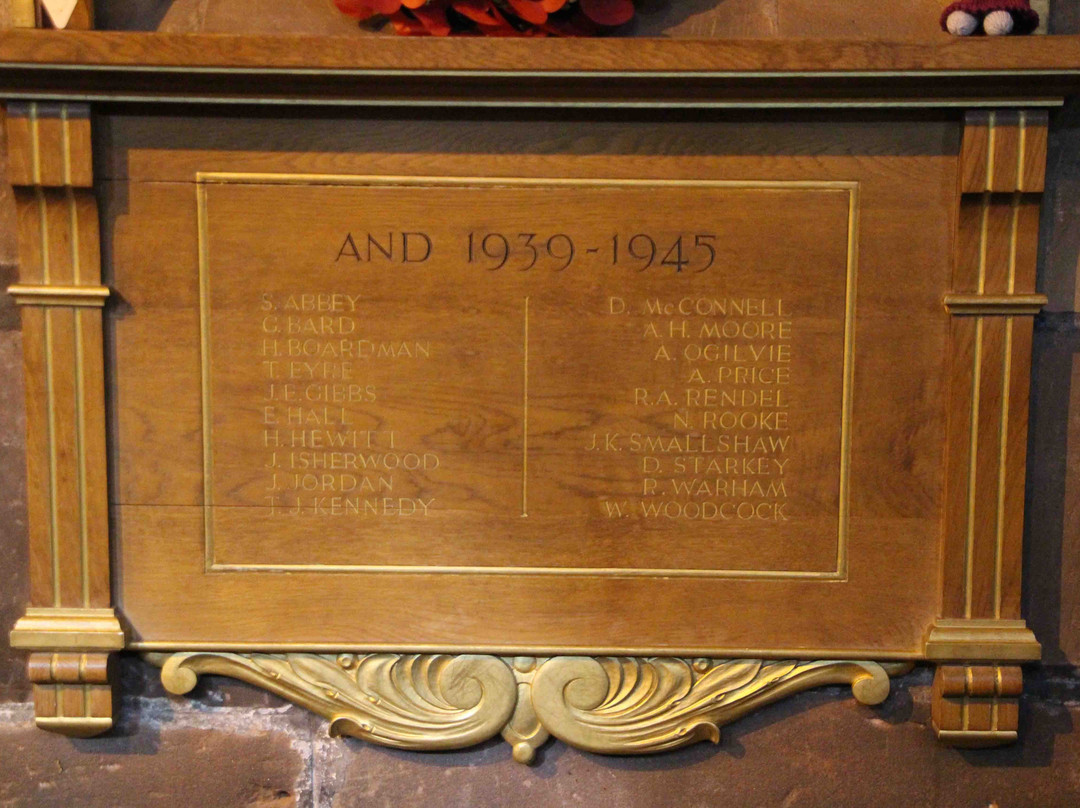 AND 1939-1945
S. ABBEY
G. BARD
H. BOARDMAN
T. EYRE
J. E. GIBBS
E. HALL
H. HEWITT
J. ISHERWOOD
J. JORDAN
T. J. KENNEDY
D. McCONNELL
A. H. MOORE
A. OGILVIE
A. PRICE
R.A. RENDEL
N. ROOKE
J.K. SMALLSHAW
D. STARKEY
R. WARHAM
W. WOODCOCK